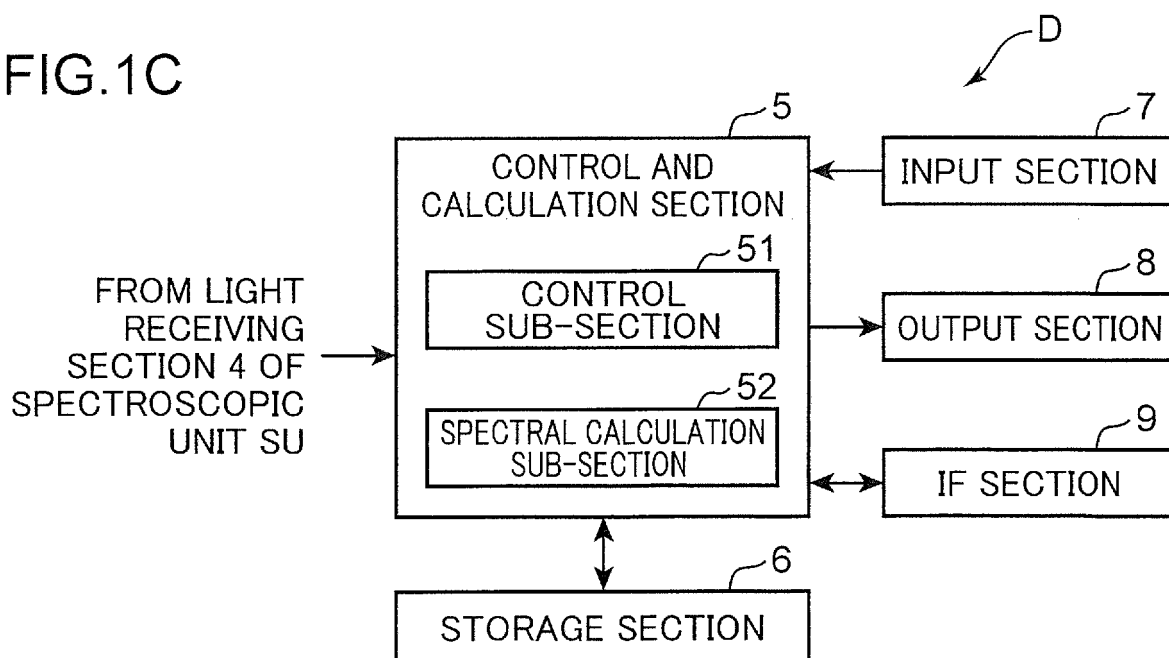 FIG.1C
D
5
CONTROL AND
CALCULATION SECTION
51
CONTROL
SUB-SECTION
52
SPECTRAL CALCULATION
SUB-SECTION
FROM LIGHT
RECEIVING
SECTION 4 OF
SPECTROSCOPIC
UNIT SU
7
INPUT SECTION
8
OUTPUT SECTION
9
IF SECTION
6
STORAGE SECTION